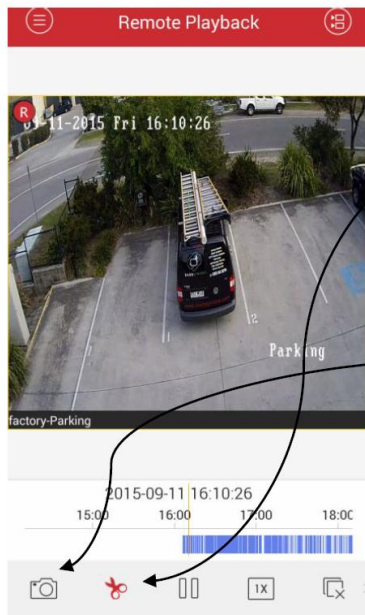 Remote Playback
R
09-11-2015 Fri 16:10:26
2
Parking
factory-Parking
2015-09-11 16:10:26
15:00 16:00 17:00 18:00
1X